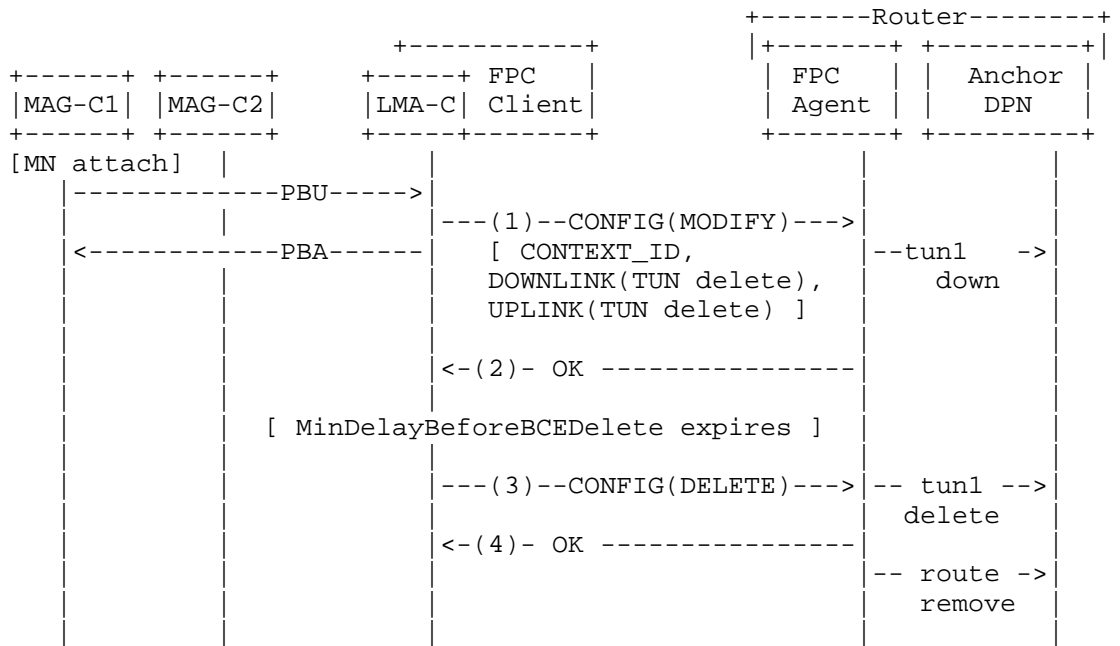 +-------Router--------+
                        +-----------+         |+-------+ +---------+|
+------+ +------+     +-----+ FPC   |          | FPC   | |  Anchor |
|MAG-C1| |MAG-C2|     |LMA-C| Client|          | Agent | |   DPN   |
+------+ +------+     +-----+-------+          +-------+ +---------+
[MN attach]  |            |                          |           |
   |-------------PBU----->|                          |           |
   |         |            |---(1)--CONFIG(MODIFY)--->|           |
   |<------------PBA------|   [ CONTEXT_ID,          |--tun1   ->|
   |         |            |   DOWNLINK(TUN delete),  |    down   |
   |         |            |   UPLINK(TUN delete) ]   |           |
   |         |            |                          |           |
   |         |            |<-(2)- OK ----------------|           |
   |         |            |                          |           |
   |         |  [ MinDelayBeforeBCEDelete expires ]  |           |
   |         |            |                          |           |
   |         |            |---(3)--CONFIG(DELETE)--->|-- tun1 -->|
   |         |            |                          |  delete   |
   |         |            |<-(4)- OK ----------------|           |
   |         |            |                          |-- route ->|
   |         |            |                          |   remove  |
   |         |            |                          |           |